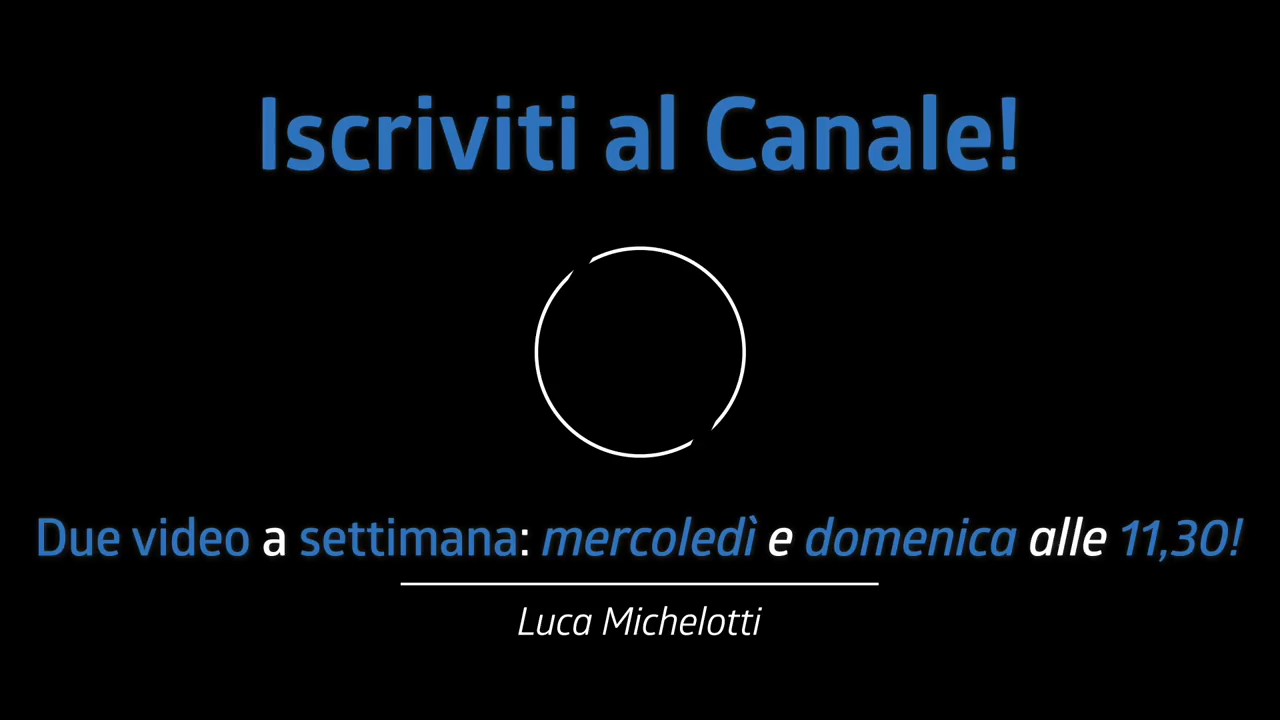 Iscriviti al Canale!
Due video a settimana: mercoledì e domenica alle 11,30!
Luca Michelotti